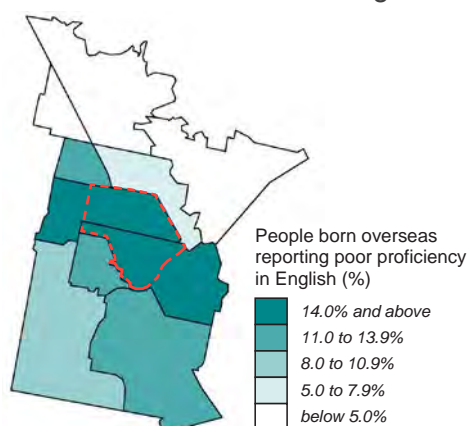 People born overseas
reporting poor proficiency
in English (%)
14.0% and above
11.0 to 13.9%
8.0 to 10.9%
5.0 to 7.9%
below 5.0%